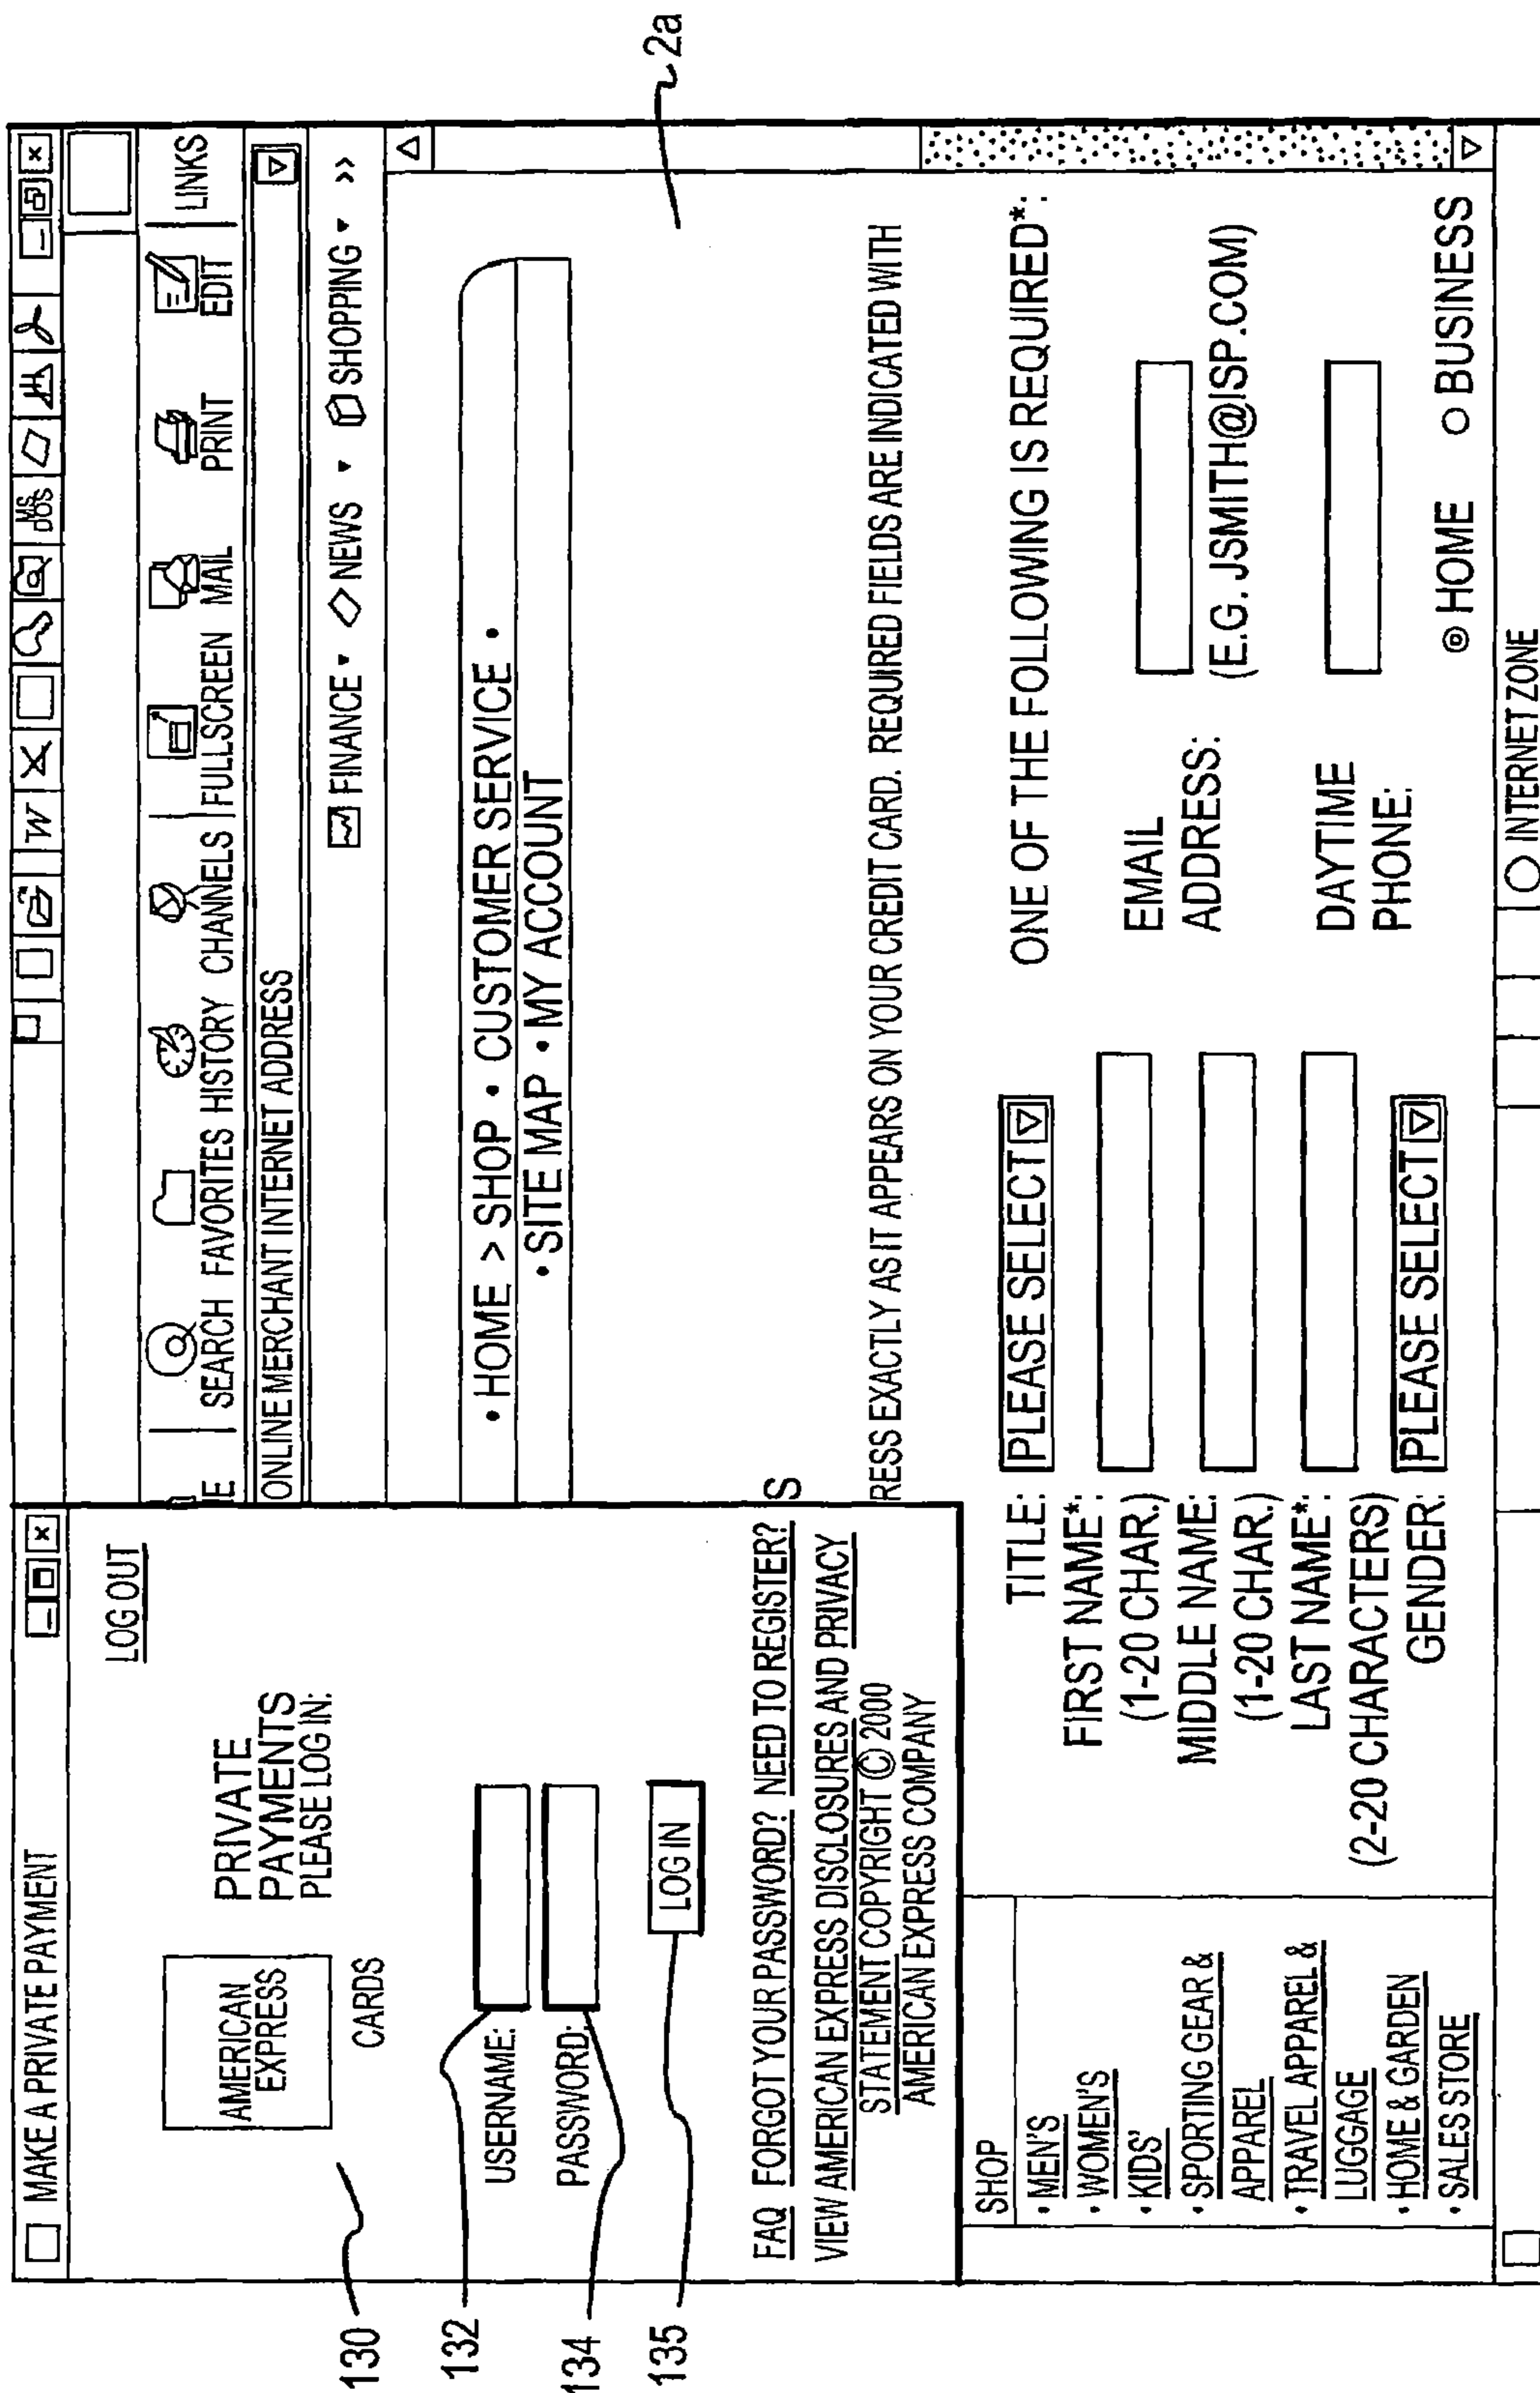 MAKE A PRIVATE PAYMENT
LOG OUT
AMERICAN
EXPRESS
CARDS
PRIVATE
PAYMENTS
PLEASE LOG IN:
USERNAME:
PASSWORD:
LOG IN
FAQ FORGOT YOUR PASSWORD? NEED TO REGISTER?
VIEW AMERICAN EXPRESS DISCLOSURES AND PRIVACY
STATEMENT COPYRIGHT © 2000
AMERICAN EXPRESS COMPANY
130
132
134
135
W
X
MS
DOS
SEARCH FAVORITES HISTORY CHANNELS FULLSCREEN MAIL PRINT EDIT LINKS
ONLINE MERCHANT INTERNET ADDRESS
FINANCE NEWS SHOPPING >>
• HOME > SHOP • CUSTOMER SERVICE •
• SITE MAP • MY ACCOUNT
2a
S
RESS EXACTLY AS IT APPEARS ON YOUR CREDIT CARD. REQUIRED FIELDS ARE INDICATED WITH
SHOP
• MEN'S
• WOMEN'S
• KIDS'
• SPORTING GEAR &
APPAREL
• TRAVEL APPAREL &
LUGGAGE
• HOME & GARDEN
• SALES STORE
TITLE: PLEASE SELECT
FIRST NAME*:
(1-20 CHAR.)
MIDDLE NAME:
(1-20 CHAR.)
LAST NAME*:
(2-20 CHARACTERS)
GENDER: PLEASE SELECT
ONE OF THE FOLLOWING IS REQUIRED*:
EMAIL
ADDRESS:
(E.G. JSMITH@ISP.COM)
DAYTIME
PHONE:
HOME BUSINESS
INTERNET ZONE